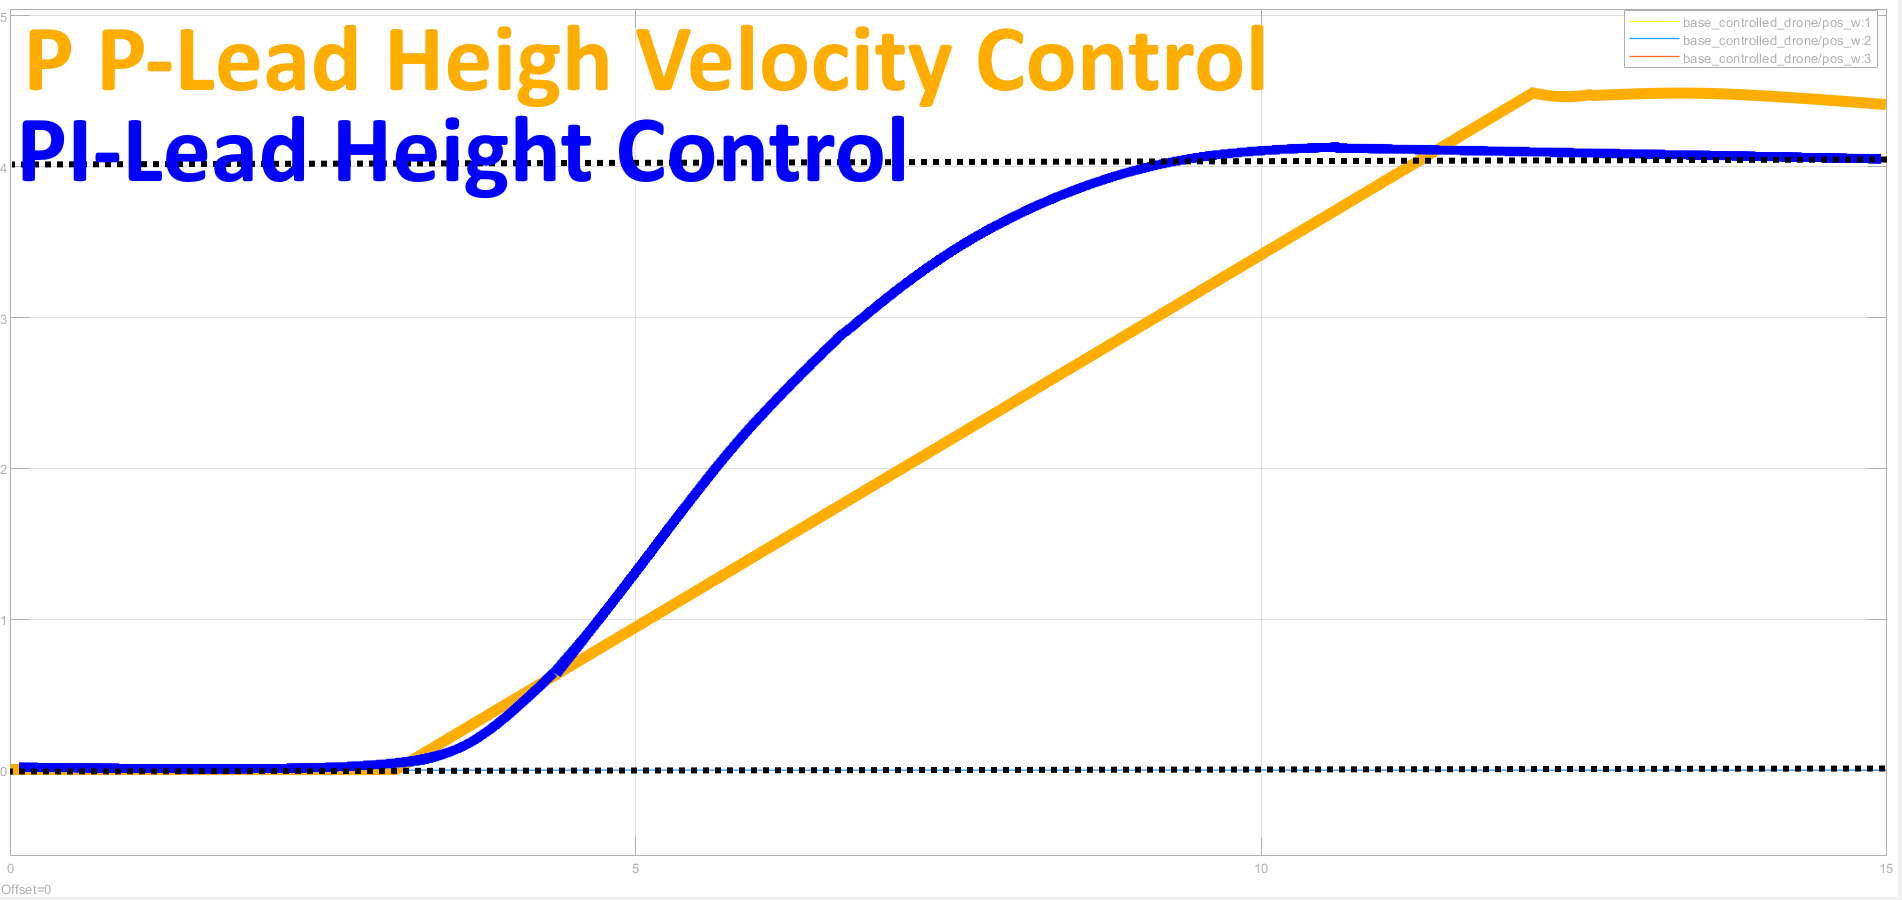 P P-Lead Heigh Velocity Control
PI-Lead Height Control
base_controlled_drone/pos_w:1
base_controlled_drone/pos_w:2
base_controlled_drone/pos_w:3
5
4
3
2
1
0
0 5 10 15
Offset=0